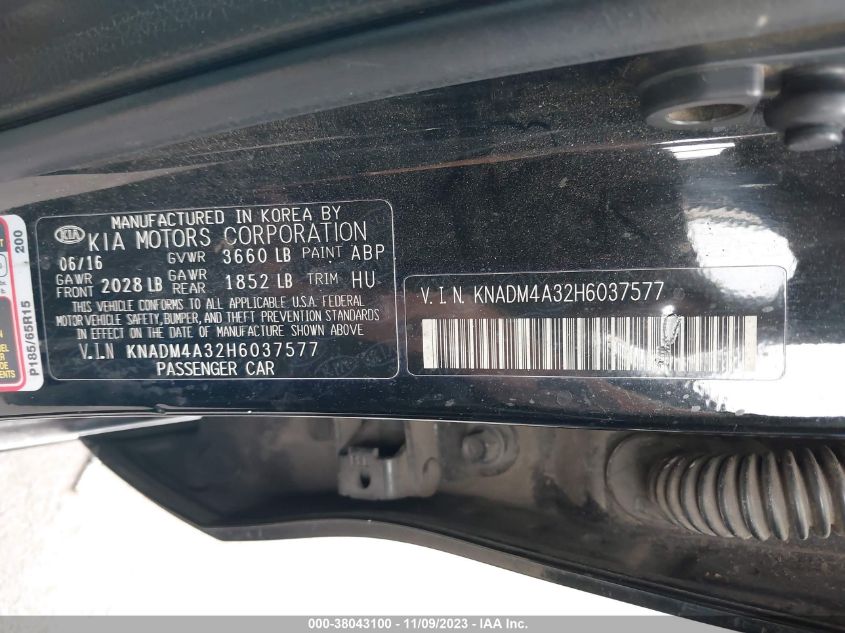 MANUFACTURED IN KOREA BY
KIA
KIA MOTORS CORPORATION
06/16 GVWR 3660 LB PAINT ABP
GAWR FRONT 2028 LB GAWR REAR 1852 LB TRIM HU
THIS VEHICLE CONFORMS TO ALL APPLICABLE U.S.A. FEDERAL
MOTOR VEHICLE SAFETY, BUMPER, AND THEFT PREVENTION STANDARDS
IN EFFECT ON THE DATE OF MANUFACTURE SHOWN ABOVE.
V.I.N KNADM4A32H6037577
PASSENGER CAR
V.I.N. KNADM4A32H6037577
200
P185/65R15
000-38043100 - 11/09/2023 - IAA Inc.